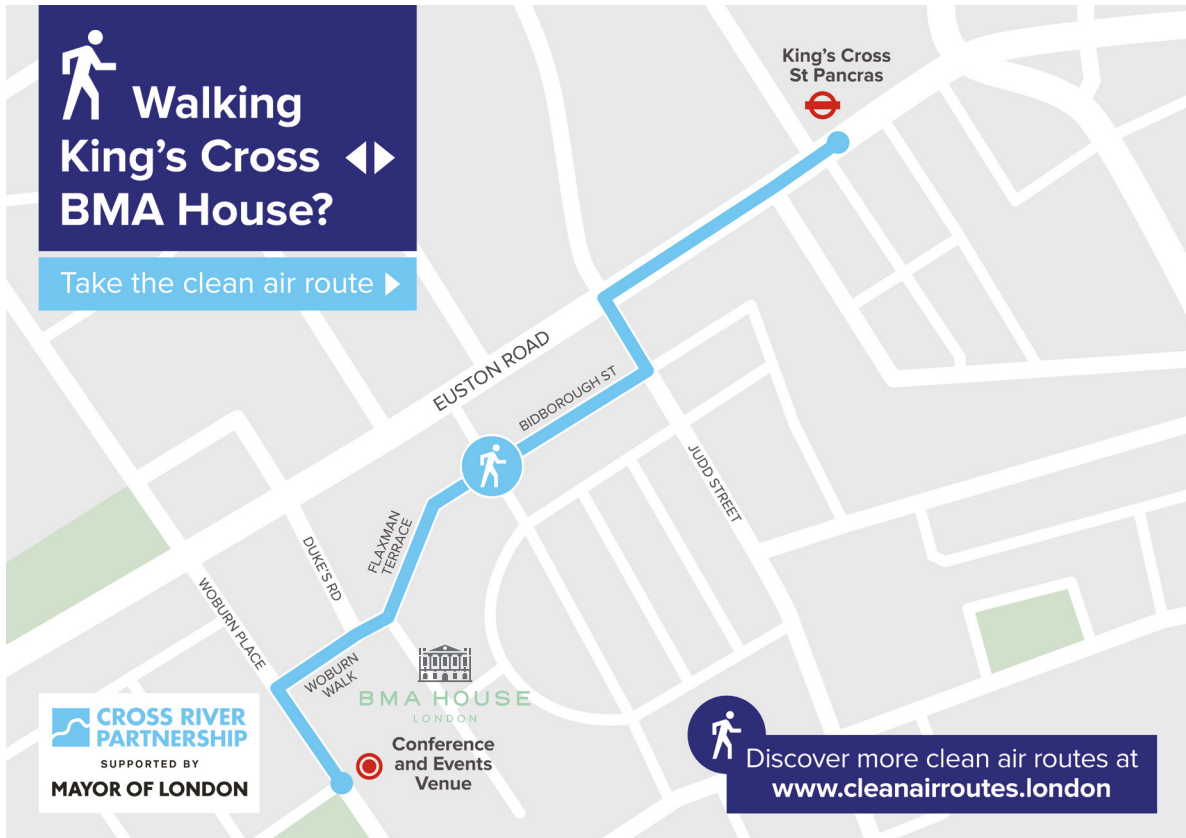 Walking
King's Cross
BMA House?
Take the clean air route
King's Cross
St Pancras
EUSTON ROAD
BIDBOROUGH ST
JUDD STREET
FLAXMAN
TERRACE
DUKE'S RD
WOBURN PLACE
WOBURN
WALK
BMA HOUSE
LONDON
Conference
and Events
Venue
CROSS RIVER
PARTNERSHIP
SUPPORTED BY
MAYOR OF LONDON
Discover more clean air routes at
www.cleanairroutes.london